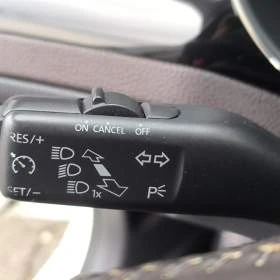 ON CANCEL OFF
RES/+
1x
P
SET/-